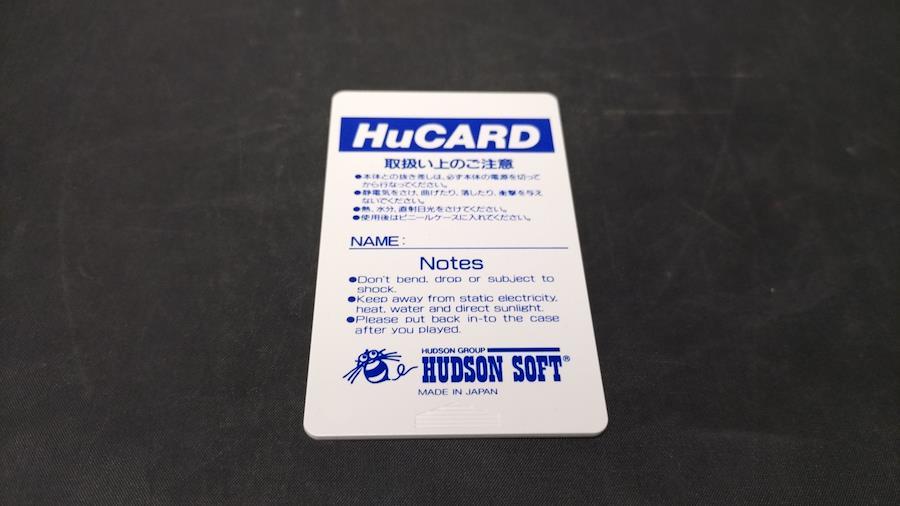 HuCARD
取扱い上のご注意
●本体との抜き差しは、必ず本体の電源を切って
から行なってください。
●静電気をさけ、曲げたり、落したり、衝撃を与え
ないでください。
●熱、水分、直射日光をさけてください。
●使用後はビニールケースに入れてください。
NAME:
Notes
●Don't bend, drop or subject to
shock.
●Keep away from static electricity,
heat, water and direct sunlight.
●Please put back in-to the case
after you played.
HUDSON GROUP
HUDSON SOFT®
MADE IN JAPAN